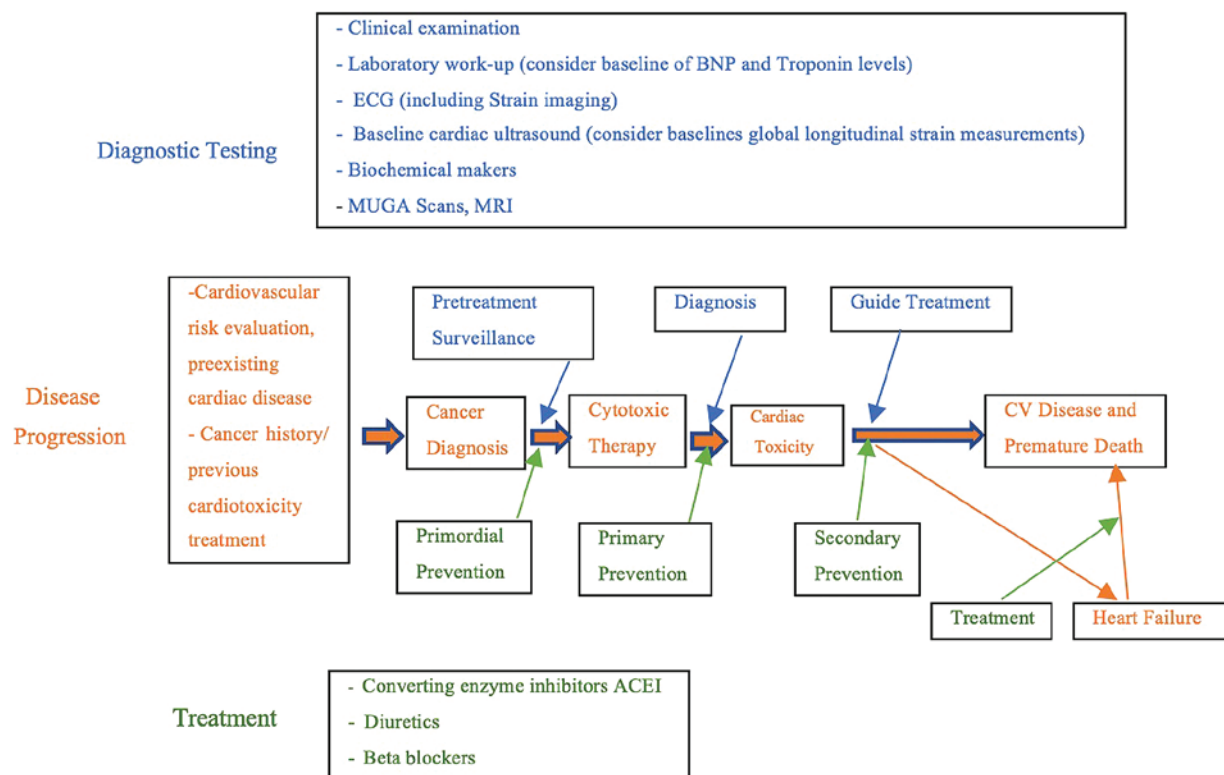 - Clinical examination
- Laboratory work-up (consider baseline of BNP and Troponin levels)
- ECG (including Strain imaging)
- Baseline cardiac ultrasound (consider baselines global longitudinal strain measurements)
- Biochemical makers
- MUGA Scans, MRI
Diagnostic Testing
-Cardiovascular
risk evaluation,
preexisting
cardiac disease
- Cancer history/
previous
cardiotoxicity
treatment
Disease
Progression
Pretreatment
Surveillance
Diagnosis
Guide Treatment
Cancer
Diagnosis
Cytotoxic
Therapy
Cardiac
Toxicity
CV Disease and
Premature Death
Primordial
Prevention
Primary
Prevention
Secondary
Prevention
Treatment
Heart Failure
Treatment
- Converting enzyme inhibitors ACEI
- Diuretics
- Beta blockers